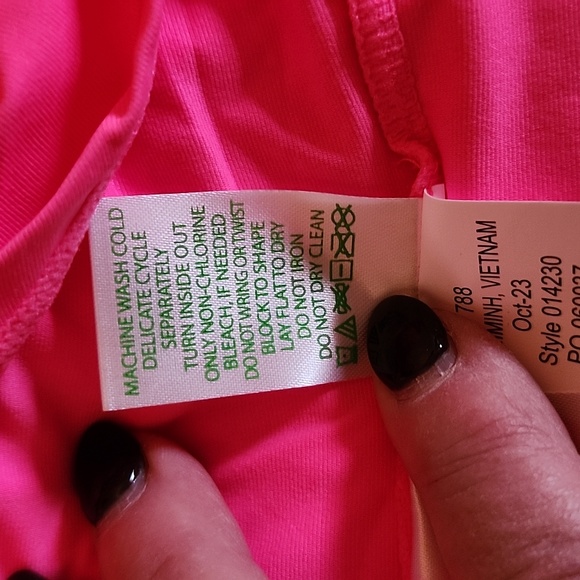 MACHINE WASH COLD
DELICATE CYCLE
SEPARATELY
TURN INSIDE OUT
ONLY NON-CHLORINE
BLEACH IF NEEDED
DO NOT WRING OR TWIST
BLOCK TO SHAPE
LAY FLAT TO DRY
DO NOT IRON
DO NOT DRY CLEAN
788
MINH, VIETNAM
Oct-23
Style 014230
PO